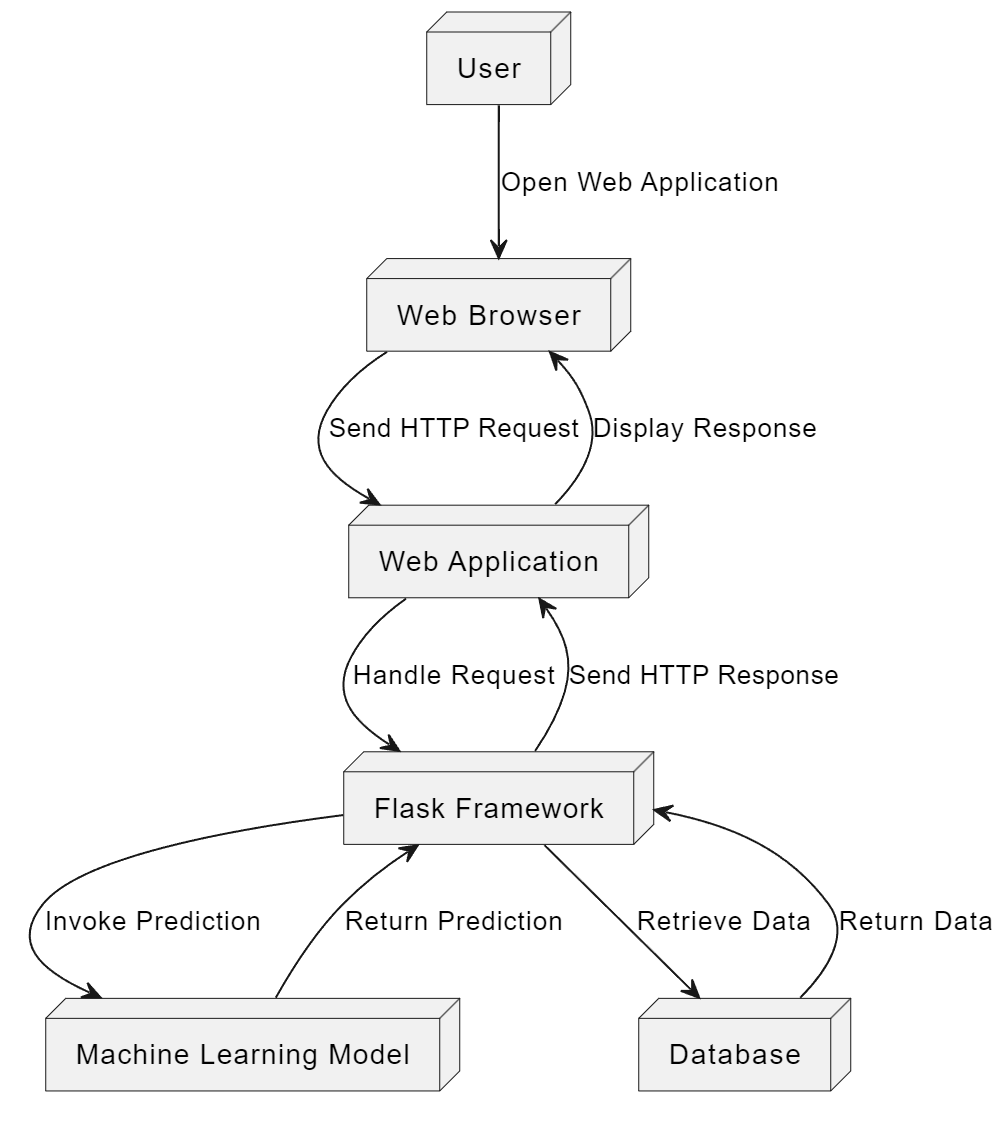 User
Open Web Application
Web Browser
Send HTTP Request
Display Response
Web Application
Handle Request
Send HTTP Response
Flask Framework
Invoke Prediction
Return Prediction
Retrieve Data
Return Data
Machine Learning Model
Database